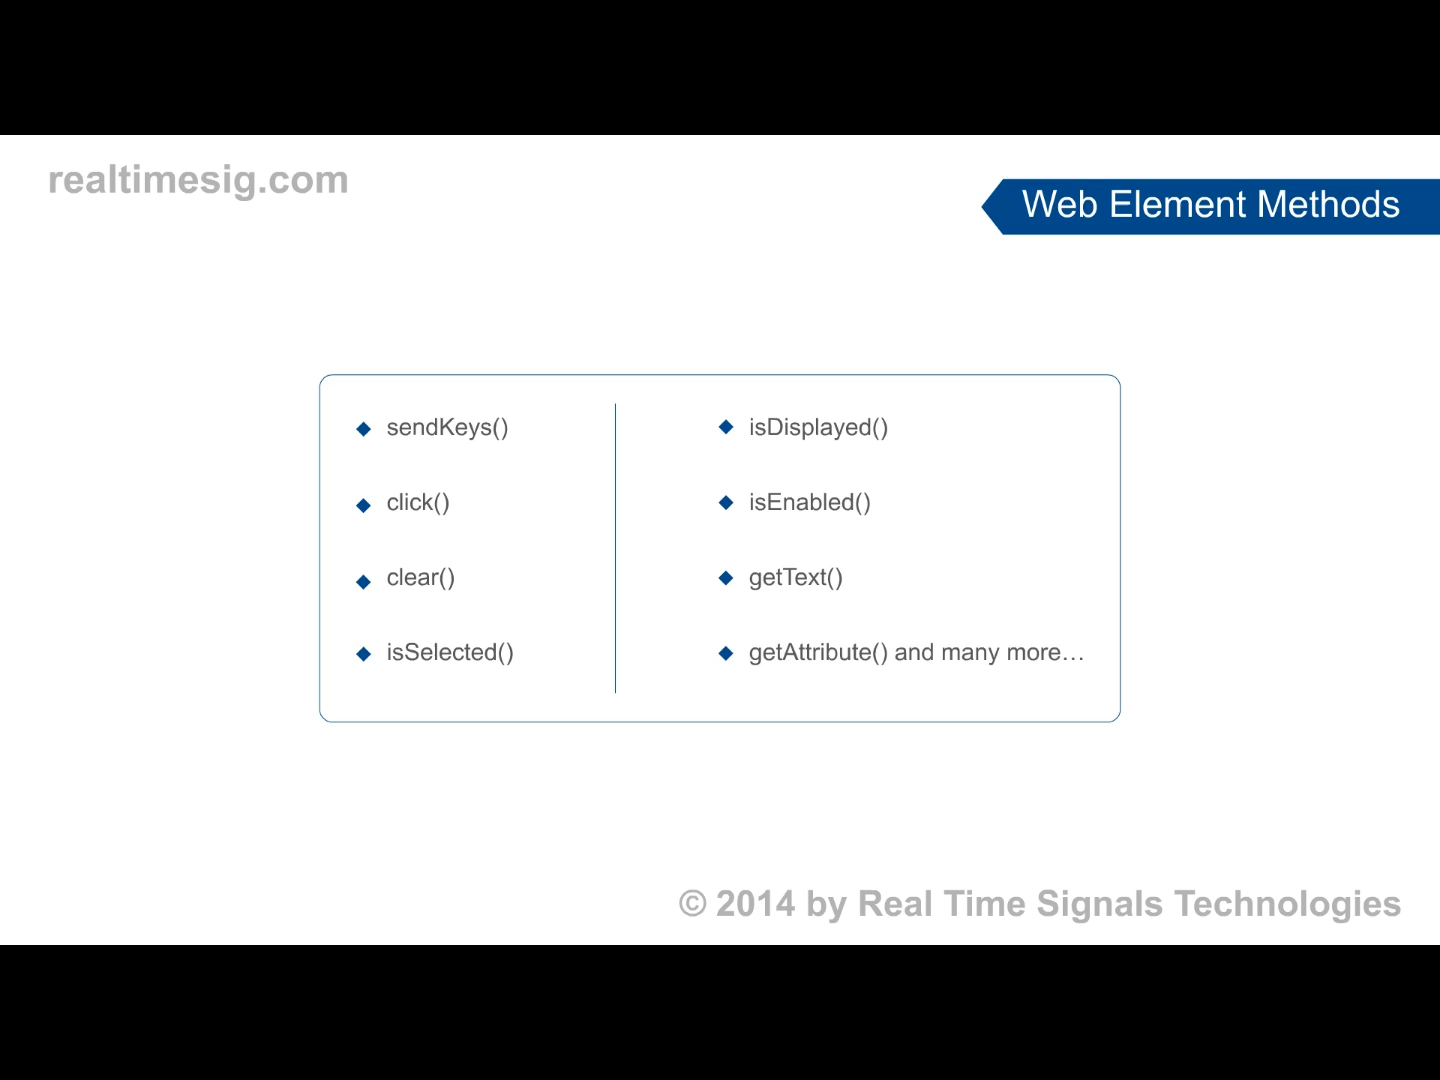 realtimesig.com
Web Element Methods
sendKeys()
click()
clear()
isSelected()
isDisplayed()
isEnabled()
getText()
getAttribute() and many more…
© 2014 by Real Time Signals Technologies